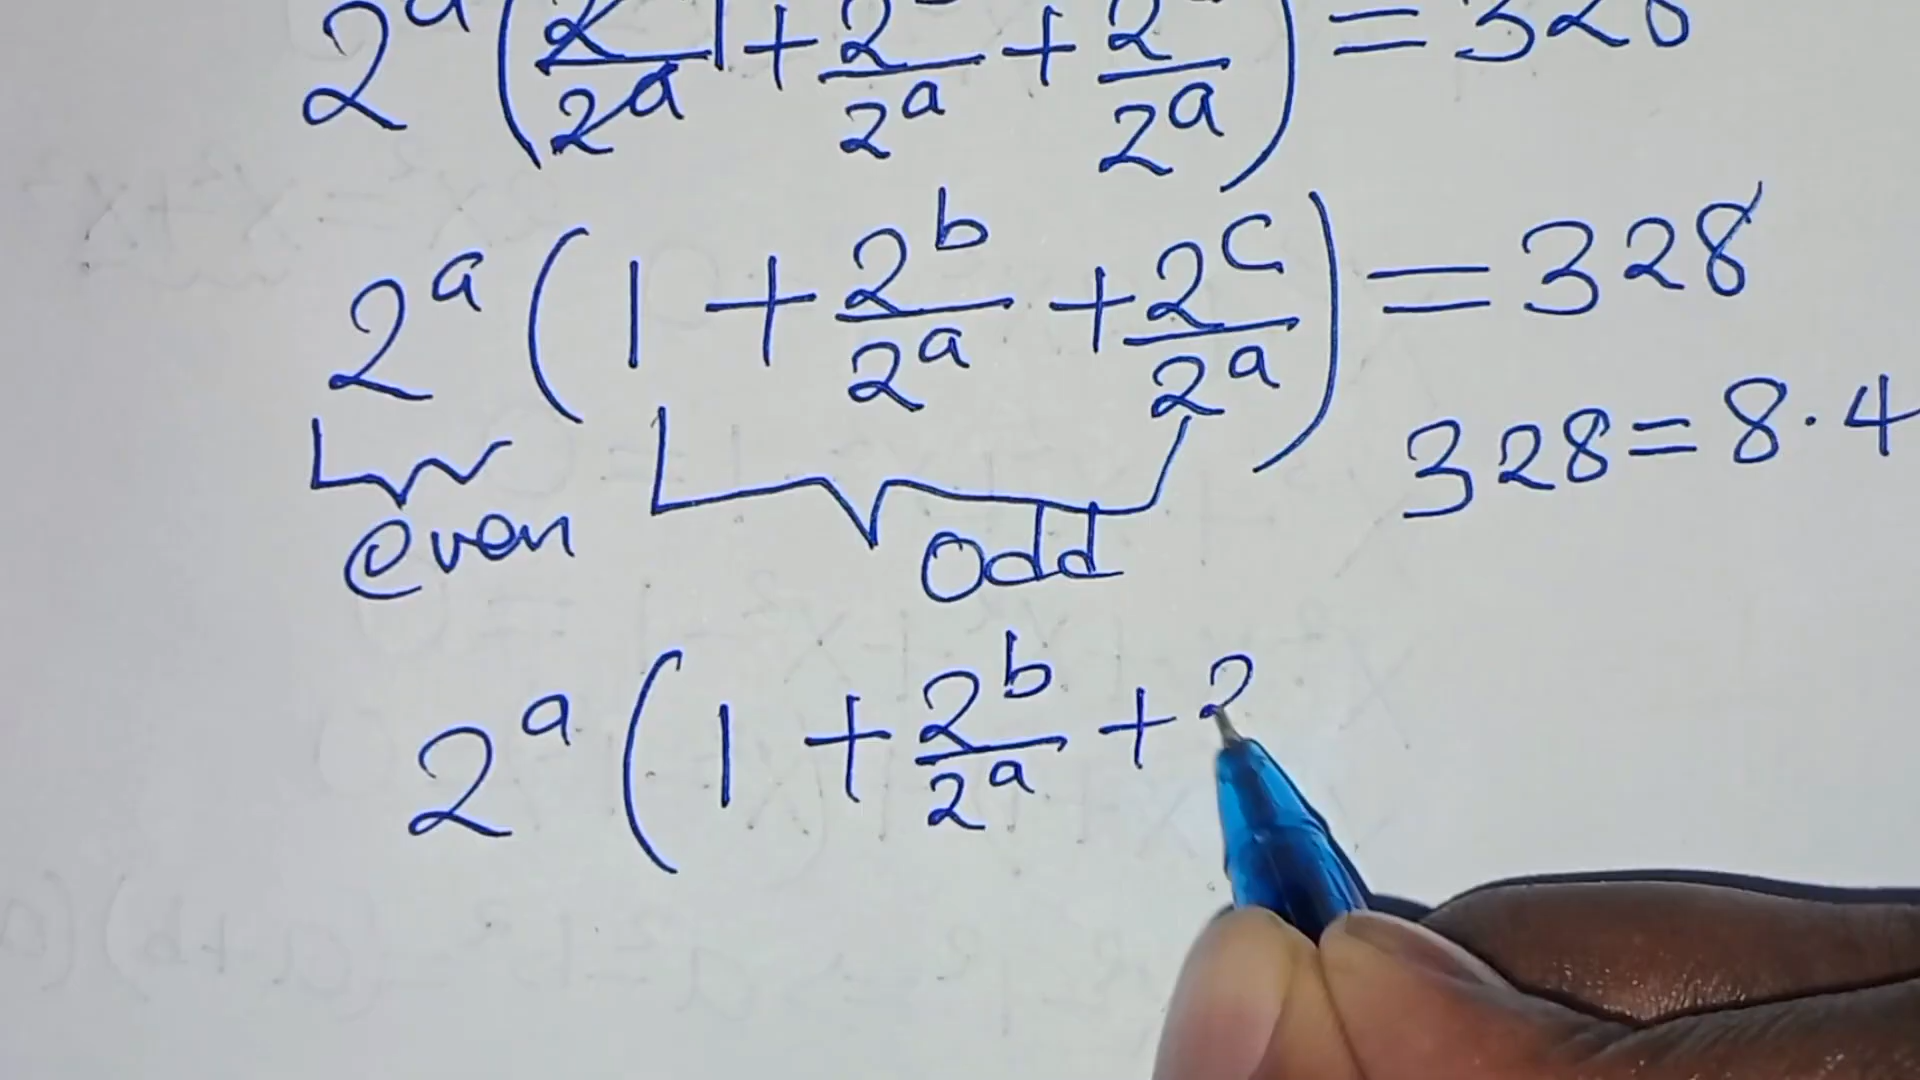 2^a (2/2^a + 2/2^a + 2/2^a) = 328
2^a (1 + 2^b/2^a + 2^c/2^a) = 328
even odd
328 = 8·4
2^a (1 + 2^b/2^a + 2